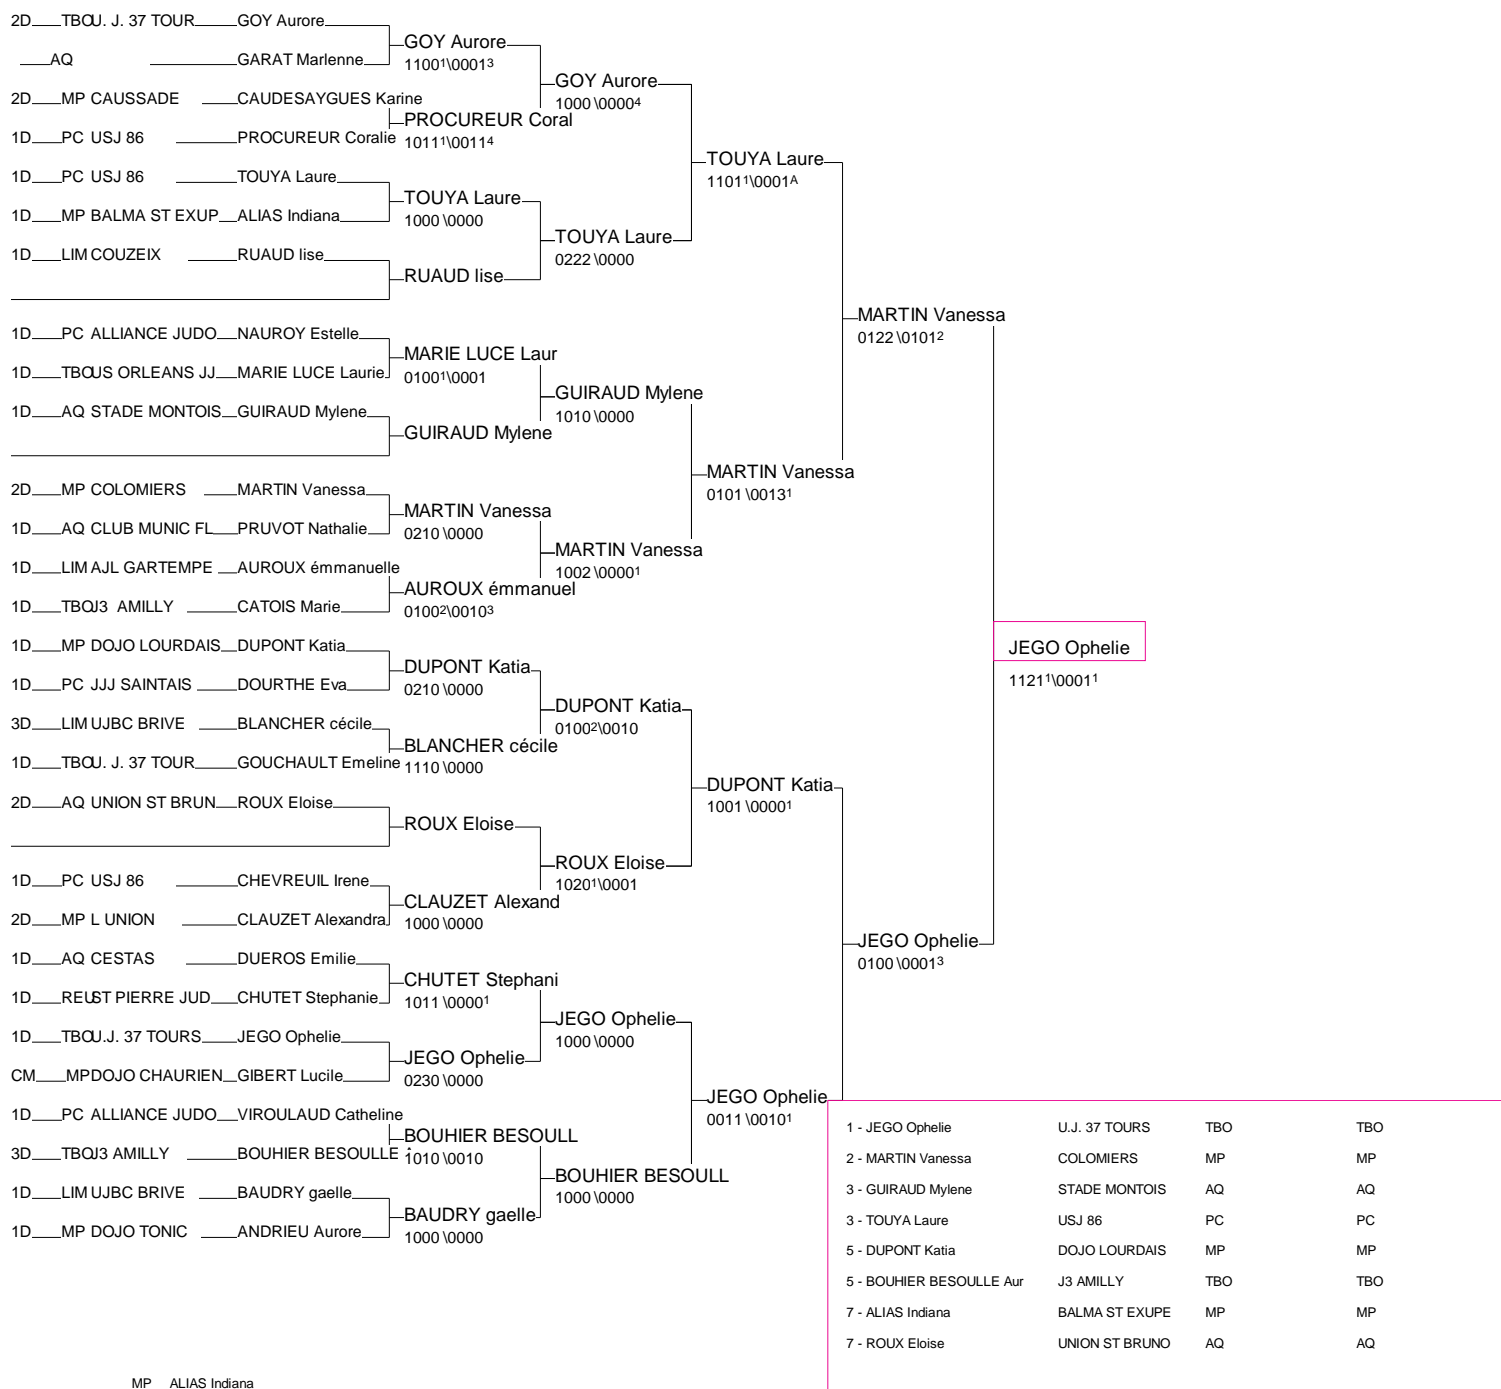 2D TBO U. J. 37 TOUR GOY Aurore
GOY Aurore
AQ GARAT Marlenne
1100¹\0001³
GOY Aurore
2D MP CAUSSADE CAUDESAYGUES Karine
1000 \0000⁴
PROCUREUR Coral
1D PC USJ 86 PROCUREUR Coralie
1011¹\0011⁴
TOUYA Laure
1D PC USJ 86 TOUYA Laure
1101¹\0001ᴬ
TOUYA Laure
1D MP BALMA ST EXUP ALIAS Indiana
1000 \0000
TOUYA Laure
1D LIM COUZEIX RUAUD lise
0222 \0000
RUAUD lise
MARTIN Vanessa
1D PC ALLIANCE JUDO NAUROY Estelle
0122 \0101²
MARIE LUCE Laur
1D TBO US ORLEANS JJ MARIE LUCE Laurie
0100¹\0001
GUIRAUD Mylene
1D AQ STADE MONTOIS GUIRAUD Mylene
1010 \0000
GUIRAUD Mylene
MARTIN Vanessa
2D MP COLOMIERS MARTIN Vanessa
0101 \0013¹
MARTIN Vanessa
1D AQ CLUB MUNIC FL PRUVOT Nathalie
0210 \0000
MARTIN Vanessa
1D LIM AJL GARTEMPE AUROUX émmanuelle
1002 \0000¹
AUROUX émmanuel
1D TBO J3 AMILLY CATOIS Marie
0100²\0010³
1D MP DOJO LOURDAIS DUPONT Katia
JEGO Ophelie
DUPONT Katia
1D PC JJJ SAINTAIS DOURTHE Eva
1121¹\0001¹
0210 \0000
DUPONT Katia
3D LIM UJBC BRIVE BLANCHER cécile
0100²\0010
BLANCHER cécile
1D TBO U. J. 37 TOUR GOUCHAULT Emeline
1110 \0000
DUPONT Katia
2D AQ UNION ST BRUN ROUX Eloise
1001 \0000¹
ROUX Eloise
ROUX Eloise
1D PC USJ 86 CHEVREUIL Irene
1020¹\0001
CLAUZET Alexand
2D MP L UNION CLAUZET Alexandra
1000 \0000
JEGO Ophelie
1D AQ CESTAS DUEROS Emilie
0100 \0001³
CHUTET Stephani
1D REU ST PIERRE JUD CHUTET Stephanie
1011 \0000¹
JEGO Ophelie
1D TBO U.J. 37 TOURS JEGO Ophelie
1000 \0000
JEGO Ophelie
CM MP DOJO CHAURIEN GIBERT Lucile
0230 \0000
JEGO Ophelie
1D PC ALLIANCE JUDO VIROULAUD Catheline
0011 \0010¹
BOUHIER BESOULL
3D TBO J3 AMILLY BOUHIER BESOULLE
1010 \0010
BOUHIER BESOULL
1D LIM UJBC BRIVE BAUDRY gaelle
1000 \0000
BAUDRY gaelle
1D MP DOJO TONIC ANDRIEU Aurore
1000 \0000
1 - JEGO Ophelie U.J. 37 TOURS TBO TBO
2 - MARTIN Vanessa COLOMIERS MP MP
3 - GUIRAUD Mylene STADE MONTOIS AQ AQ
3 - TOUYA Laure USJ 86 PC PC
5 - DUPONT Katia DOJO LOURDAIS MP MP
5 - BOUHIER BESOULLE Aur J3 AMILLY TBO TBO
7 - ALIAS Indiana BALMA ST EXUPE MP MP
7 - ROUX Eloise UNION ST BRUNO AQ AQ
MP ALIAS Indiana